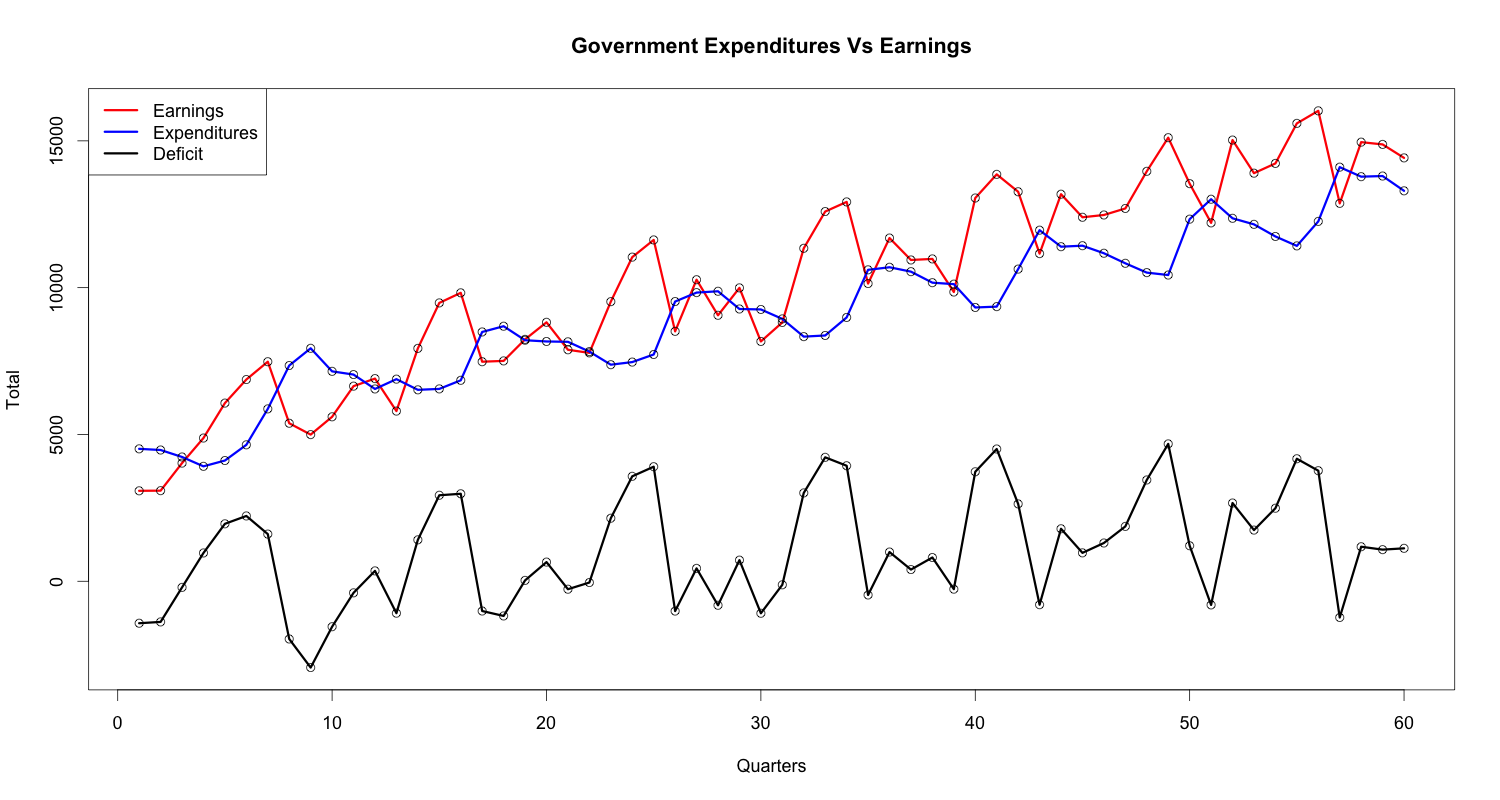 Government Expenditures Vs Earnings
Earnings
Expenditures
Deficit
15000
10000
5000
0
Total
0 10 20 30 40 50 60
Quarters